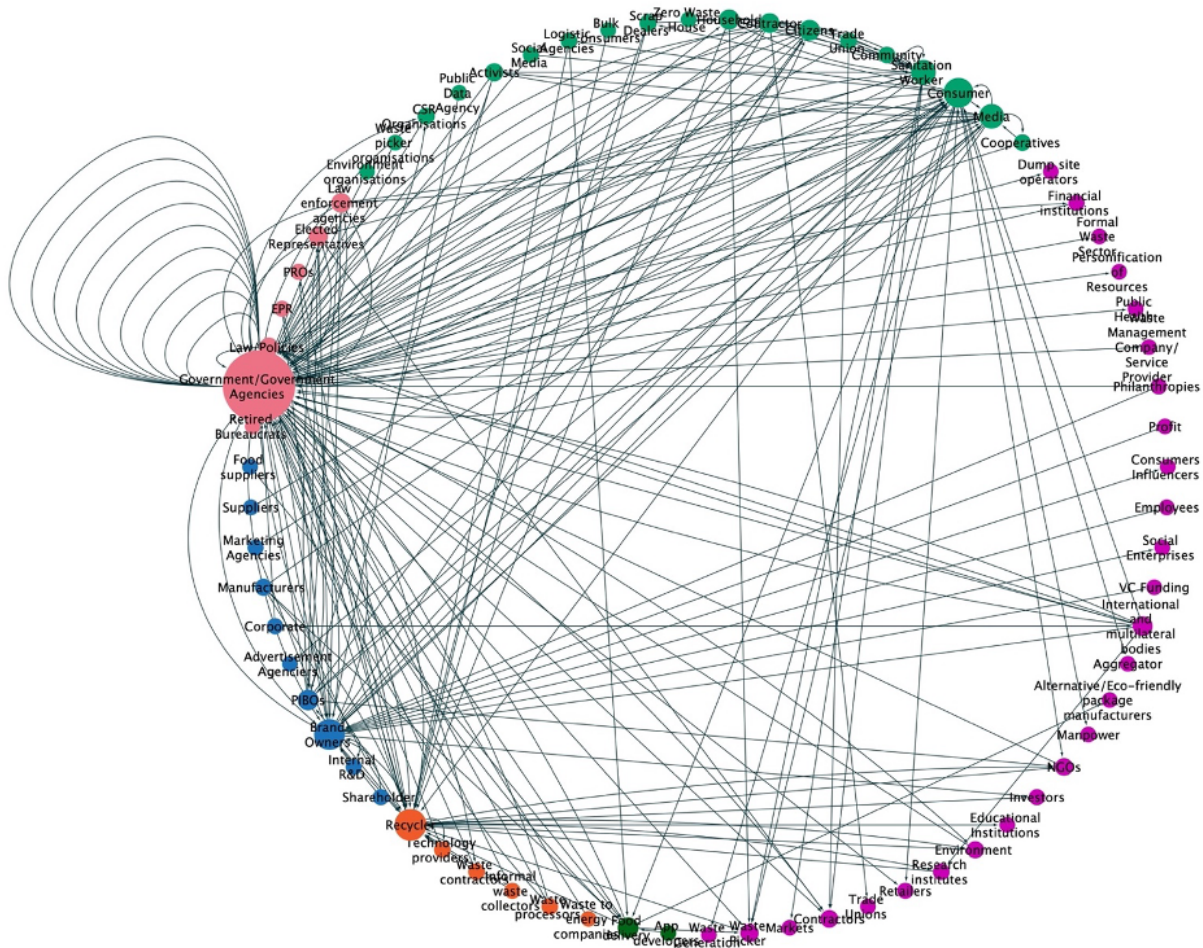 Zero Waste
House
Household
Contractor
Citizens
Trade
Union
Community
Sanitation
Worker
Consumer
Media
Cooperatives
Scrap
Dealers
Bulk
Logistic
Agencies
Social
Media
Activists
Public
Data
Agency
CSR
Organisations
Waste
picker
organisations
Environment
organisations
Law
enforcement
agencies
Elected
Representatives
PROs
EPR
Law/Policies
Government/Government
Agencies
Retired
Bureaucrats
Food
suppliers
Suppliers
Marketing
Agencies
Manufacturers
Corporate
Advertisement
Agenciers
PIBOs
Brand
Owners
Internal
R&D
Shareholder
Recycler
Technology
providers
Waste
contractors
Informal
waste
collectors
Waste
processors
Waste to
energy
companies
Food
delivery
App
developers
Waste
Generation
Waste
Picker
Markets
Contractors
Trade
Unions
Retailers
Research
institutes
Environment
Educational
Institutions
Investors
NGOs
Manpower
Alternative/Eco-friendly
package
manufacturers
Aggregator
International
and
multilateral
bodies
VC Funding
Social
Enterprises
Employees
Consumers
Influencers
Profit
Philanthropies
Waste
Management
Company/
Service
Provider
Public
Health
Personification
of
Resources
Formal
Waste
Sector
Financial
institutions
Dump site
operators